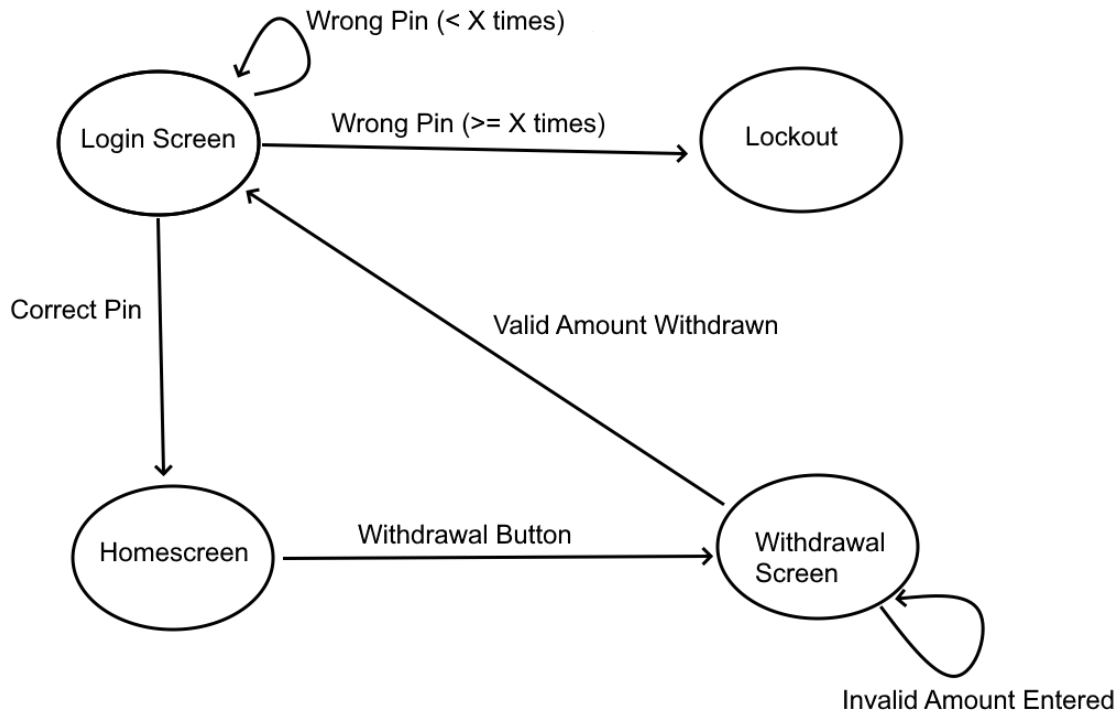 Wrong Pin (< X times)
Login Screen
Wrong Pin (>= X times)
Lockout
Correct Pin
Valid Amount Withdrawn
Homescreen
Withdrawal Button
Withdrawal
Screen
Invalid Amount Entered